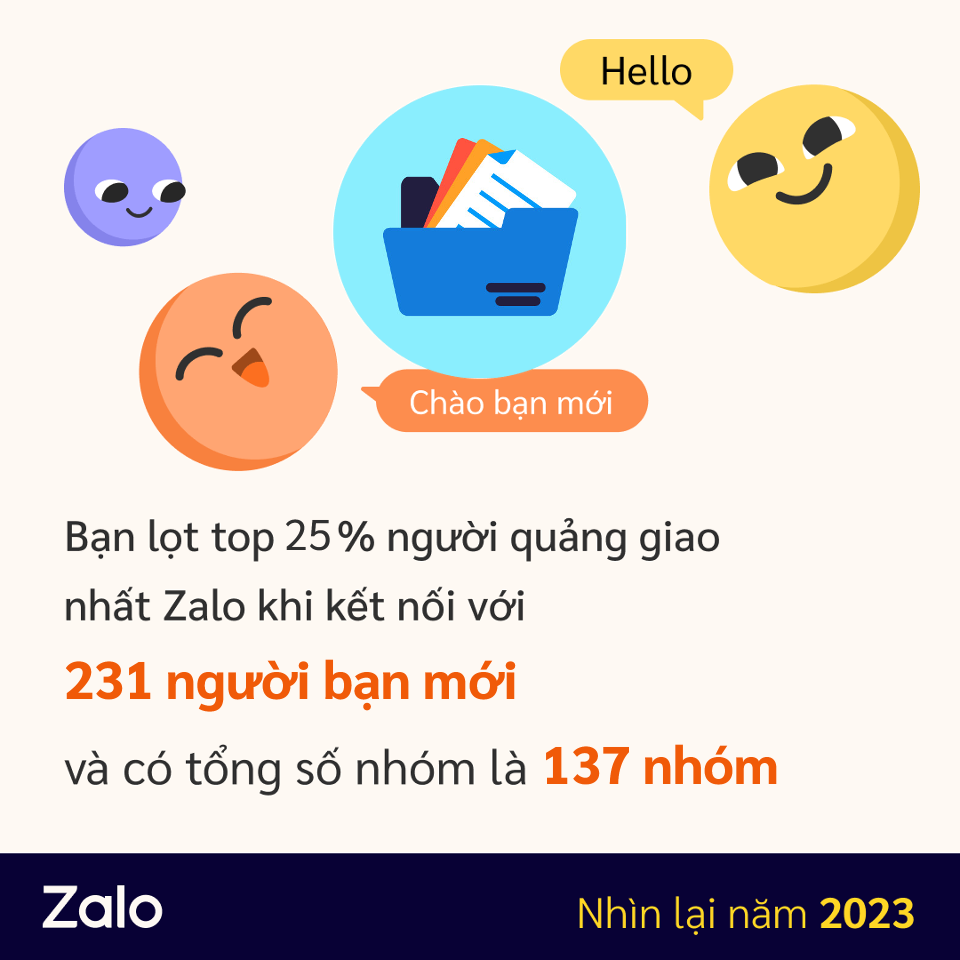 Hello
Chào bạn mới
Bạn lọt top 25% người quảng giao
nhất Zalo khi kết nối với
231 người bạn mới
và có tổng số nhóm là 137 nhóm
Zalo
Nhìn lại năm 2023